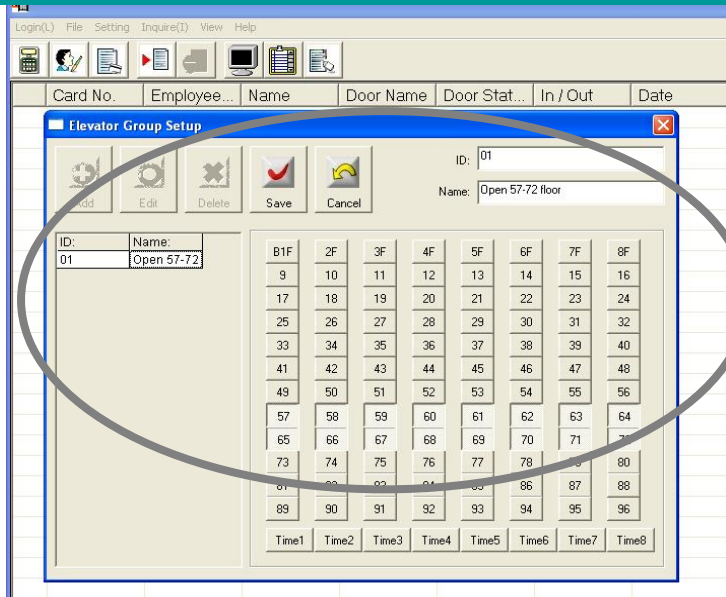 Login(L) File Setting Inquire(I) View Help
Card No. Employee... Name Door Name Door Stat... In / Out Date
Elevator Group Setup
ID: 01
Name: Open 57-72 floor
Add Edit Delete Save Cancel
ID: Name:
01 Open 57-72
B1F 2F 3F 4F 5F 6F 7F 8F
9 10 11 12 13 14 15 16
17 18 19 20 21 22 23 24
25 26 27 28 29 30 31 32
33 34 35 36 37 38 39 40
41 42 43 44 45 46 47 48
49 50 51 52 53 54 55 56
57 58 59 60 61 62 63 64
65 66 67 68 69 70 71
73 74 75 76 77 78 80
86 87 88
89 90 91 92 93 94 95 96
Time1 Time2 Time3 Time4 Time5 Time6 Time7 Time8